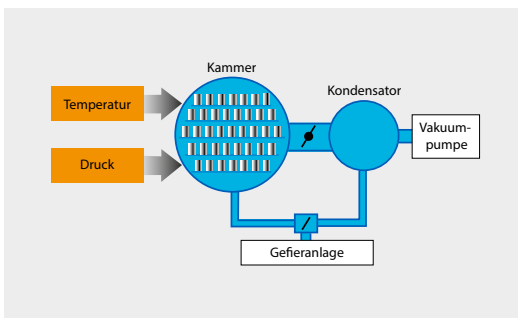 Kammer
Kondensator
Temperatur
Vakuum-
pumpe
Druck
Gefieranlage